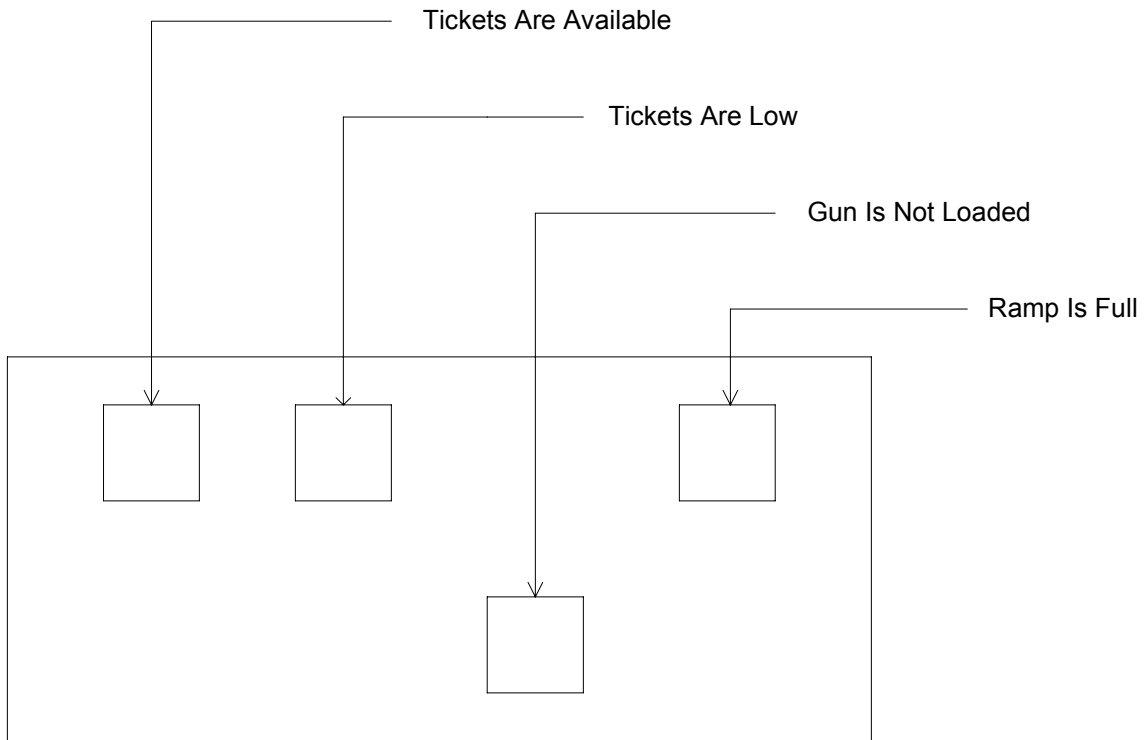 Tickets Are Available
Tickets Are Low
Gun Is Not Loaded
Ramp Is Full